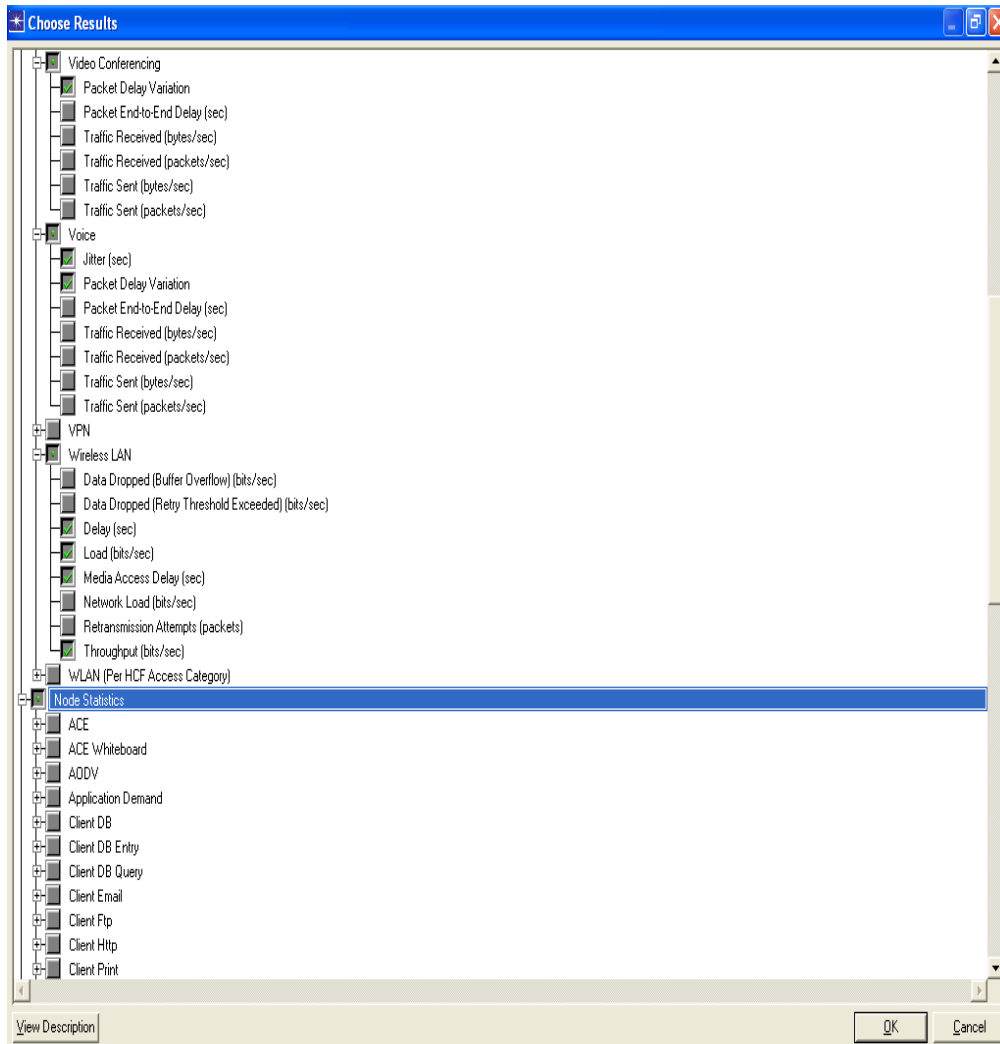 Choose Results
Video Conferencing
Packet Delay Variation
Packet End-to-End Delay (sec)
Traffic Received (bytes/sec)
Traffic Received (packets/sec)
Traffic Sent (bytes/sec)
Traffic Sent (packets/sec)
Voice
Jitter (sec)
Packet Delay Variation
Packet End-to-End Delay (sec)
Traffic Received (bytes/sec)
Traffic Received (packets/sec)
Traffic Sent (bytes/sec)
Traffic Sent (packets/sec)
VPN
Wireless LAN
Data Dropped (Buffer Overflow) (bits/sec)
Data Dropped (Retry Threshold Exceeded) (bits/sec)
Delay (sec)
Load (bits/sec)
Media Access Delay (sec)
Network Load (bits/sec)
Retransmission Attempts (packets)
Throughput (bits/sec)
WLAN (Per HCF Access Category)
Node Statistics
ACE
ACE Whiteboard
AODV
Application Demand
Client DB
Client DB Entry
Client DB Query
Client Email
Client Ftp
Client Http
Client Print
View Description OK Cancel